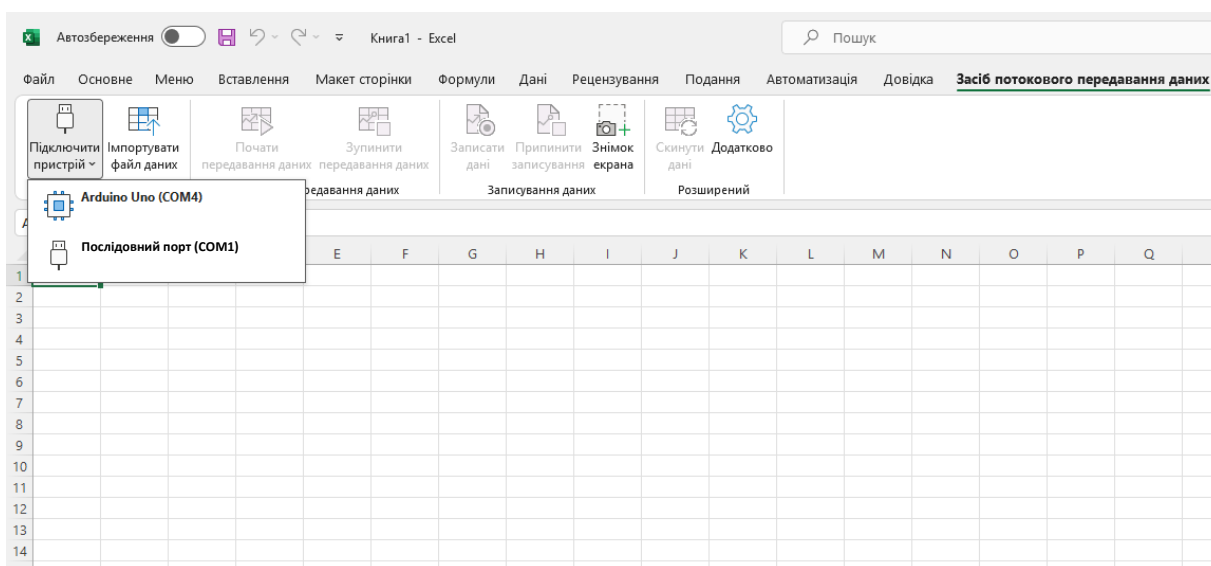 Автозбереження
Книга1 - Excel
Пошук
Файл Основне Меню Вставлення Макет сторінки Формули Дані Рецензування Подання Автоматизація Довідка Засіб потокового передавання даних
Підключити пристрій
Імпортувати файл даних
Почати передавання даних
Зупинити передавання даних
Записати дані
Припинити записування
Знімок екрана
Скинути дані
Додатково
редавання даних
Записування даних
Розширений
Arduino Uno (COM4)
Послідовний порт (COM1)
E F G H I J K L M N O P Q
1
2
3
4
5
6
7
8
9
10
11
12
13
14